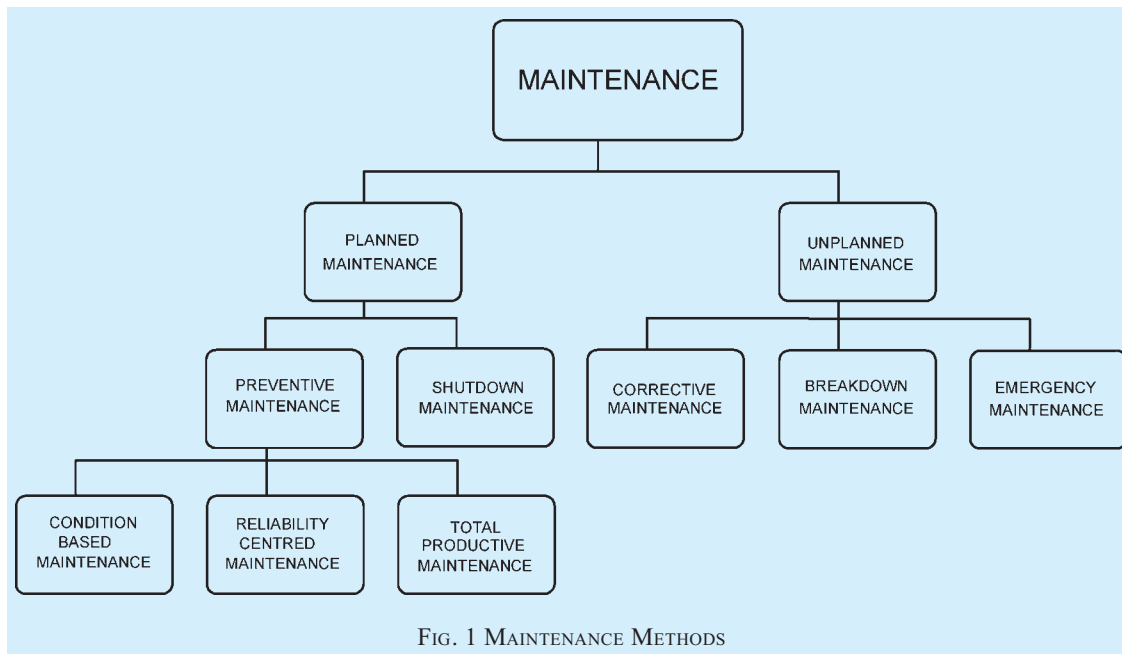 MAINTENANCE
PLANNED
MAINTENANCE
UNPLANNED
MAINTENANCE
PREVENTIVE
MAINTENANCE
SHUTDOWN
MAINTENANCE
CORRECTIVE
MAINTENANCE
BREAKDOWN
MAINTENANCE
EMERGENCY
MAINTENANCE
CONDITION
BASED
MAINTENANCE
RELIABILITY
CENTRED
MAINTENANCE
TOTAL
PRODUCTIVE
MAINTENANCE
FIG. 1 MAINTENANCE METHODS